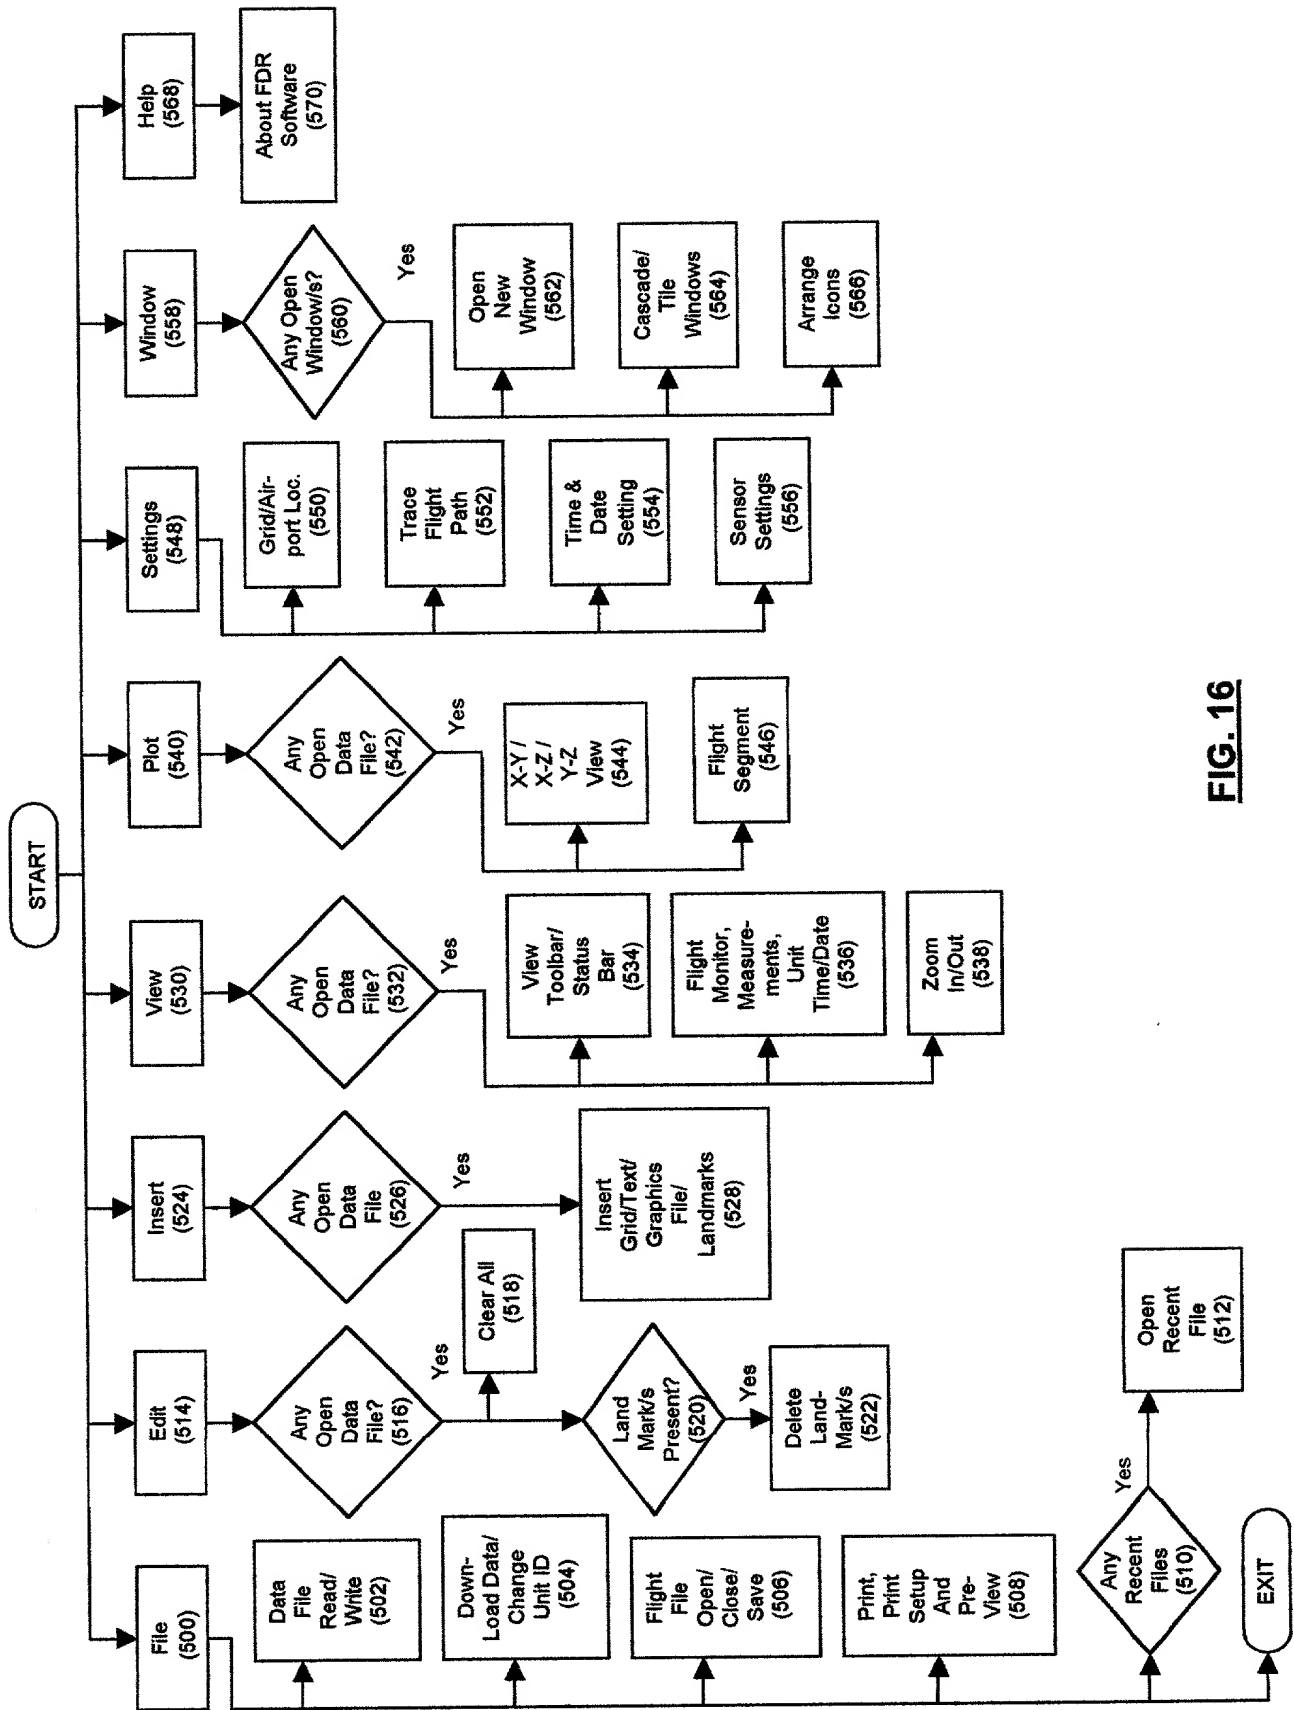 START
File
(500)
Data
File
Read/
Write
(502)
Down-
Load Data/
Change
Unit ID
(504)
Flight
File
Open/
Close/
Save
(506)
Print,
Print
Setup
And Pre-
View
(508)
Any
Recent
Files
(510)
Yes
Open
Recent
File
(512)
EXIT
Edit
(514)
Any
Open
Data
File?
(516)
Yes
Clear All
(518)
Land
Mark/s
Present?
(520)
Yes
Delete
Land-
Mark/s
(522)
Insert
(524)
Any
Open
Data
File
(526)
Yes
Insert
Grid/Text/
Graphics
File/
Landmarks
(528)
View
(530)
Any
Open
Data
File?
(532)
Yes
View
Toolbar/
Status
Bar
(534)
Flight
Monitor,
Measure-
ments,
Unit
Time/Date
(536)
Zoom
In/Out
(538)
Plot
(540)
Any
Open
Data
File?
(542)
Yes
X-Y /
X-Z /
Y-Z
View
(544)
Flight
Segment
(546)
Settings
(548)
Grid/Air-
port Loc.
(550)
Trace
Flight
Path
(552)
Time &
Date
Setting
(554)
Sensor
Settings
(556)
Window
(558)
Any Open
Window/s?
(560)
Yes
Open
New
Window
(562)
Cascade/
Tile
Windows
(564)
Arrange
Icons
(566)
Help
(568)
About FDR
Software
(570)
FIG. 16